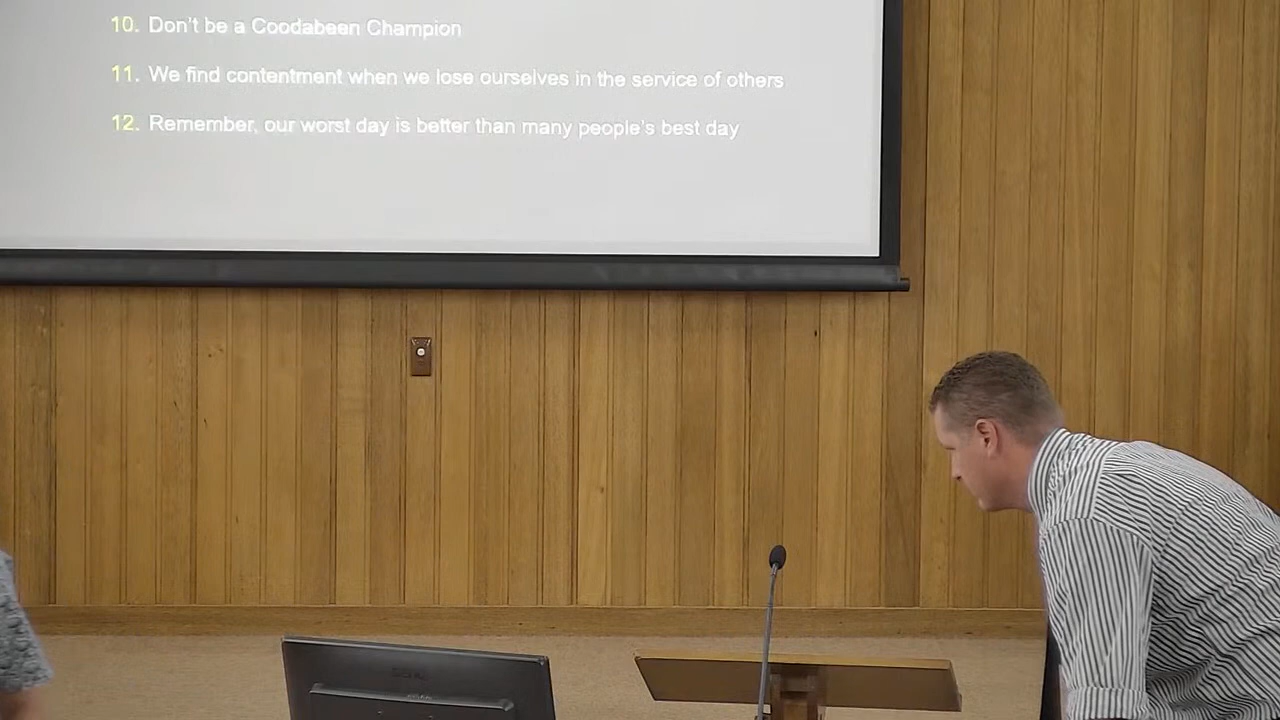 10. Don't be a Coodabeen Champion
11. We find contentment when we lose ourselves in the service of others
12. Remember, our worst day is better than many people's best day